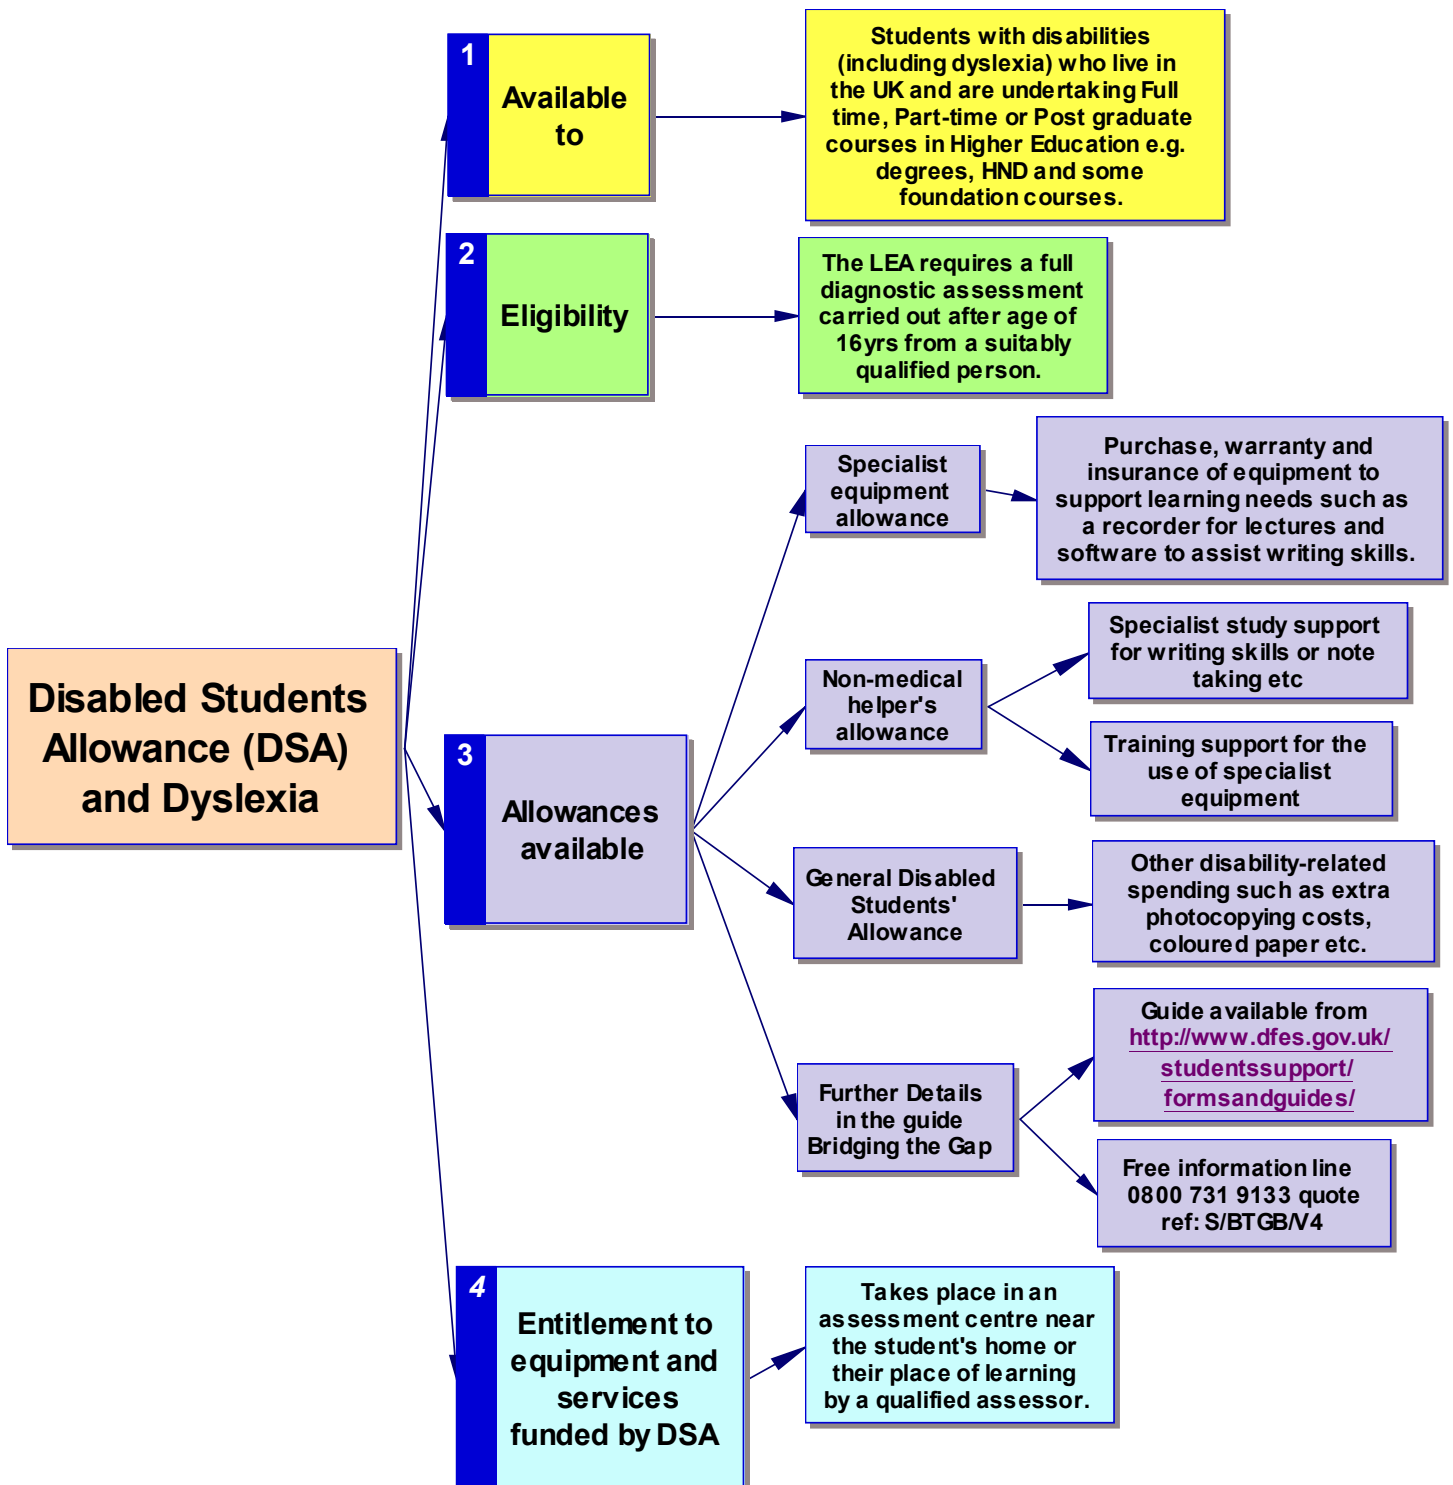 Disabled Students
Allowance (DSA)
and Dyslexia
1
Available
to
Students with disabilities
(including dyslexia) who live in
the UK and are undertaking Full
time, Part-time or Post graduate
courses in Higher Education e.g.
degrees, HND and some
foundation courses.
2
Eligibility
The LEA requires a full
diagnostic assessment
carried out after age of
16yrs from a suitably
qualified person.
3
Allowances
available
Specialist
equipment
allowance
Purchase, warranty and
insurance of equipment to
support learning needs such as
a recorder for lectures and
software to assist writing skills.
Non-medical
helper's
allowance
Specialist study support
for writing skills or note
taking etc
Training support for the
use of specialist
equipment
General Disabled
Students'
Allowance
Other disability-related
spending such as extra
photocopying costs,
coloured paper etc.
Further Details
in the guide
Bridging the Gap
Guide available from
http://www.dfes.gov.uk/
studentssupport/
formsandguides/
Free information line
0800 731 9133 quote
ref: S/BTGB/V4
4
Entitlement to
equipment and
services
funded by DSA
Takes place in an
assessment centre near
the student's home or
their place of learning
by a qualified assessor.